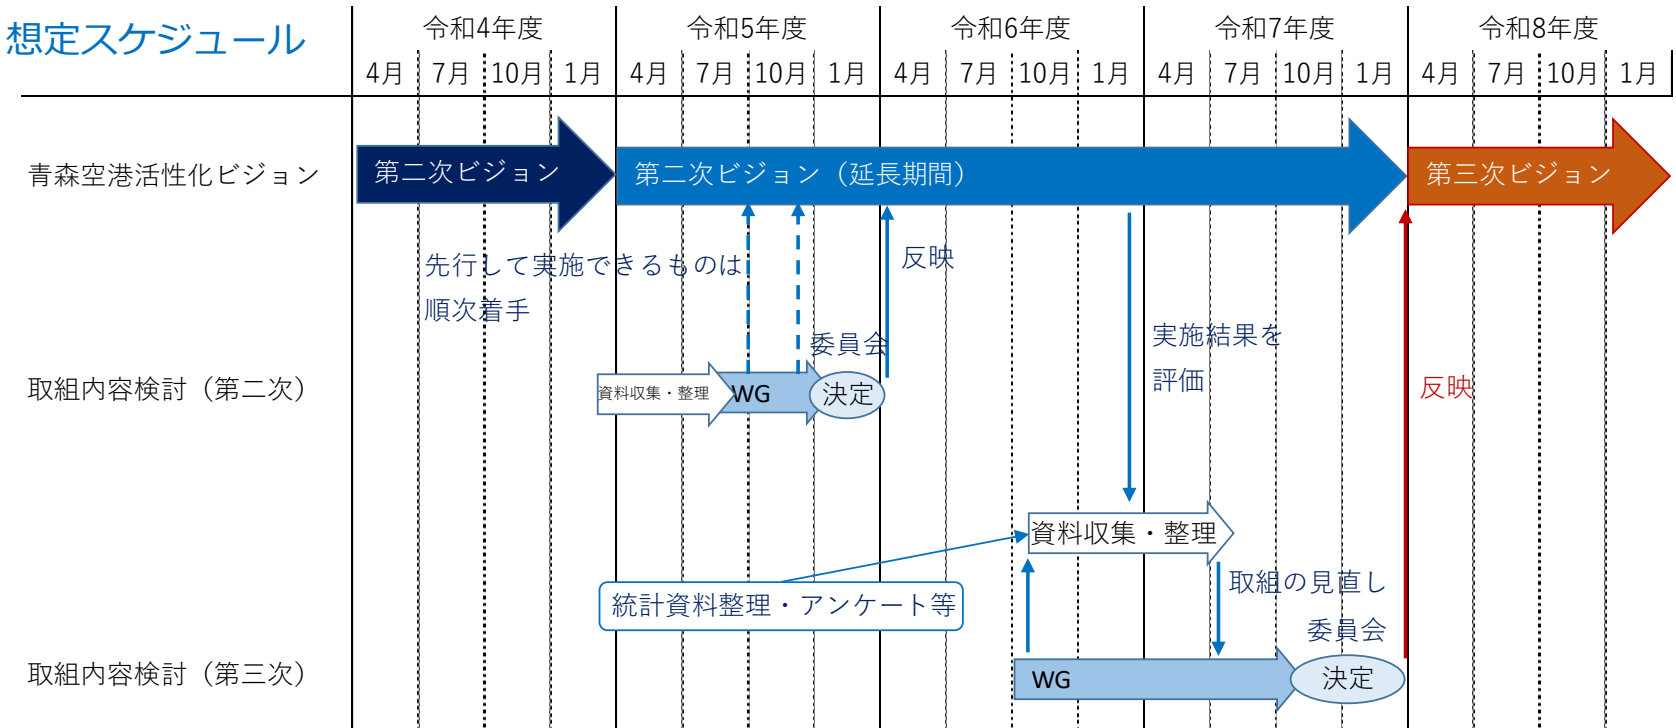 想定スケジュール
令和4年度 令和5年度 令和6年度 令和7年度 令和8年度
4月 7月 10月 1月 4月 7月 10月 1月 4月 7月 10月 1月 4月 7月 10月 1月 4月 7月 10月 1月
青森空港活性化ビジョン
第二次ビジョン
第二次ビジョン（延長期間）
第三次ビジョン
先行して実施できるものは
順次着手
反映
委員会
実施結果を
評価
取組内容検討（第二次）
資料収集・整理
WG
決定
反映
資料収集・整理
統計資料整理・アンケート等
取組の見直し
委員会
取組内容検討（第三次）
WG
決定